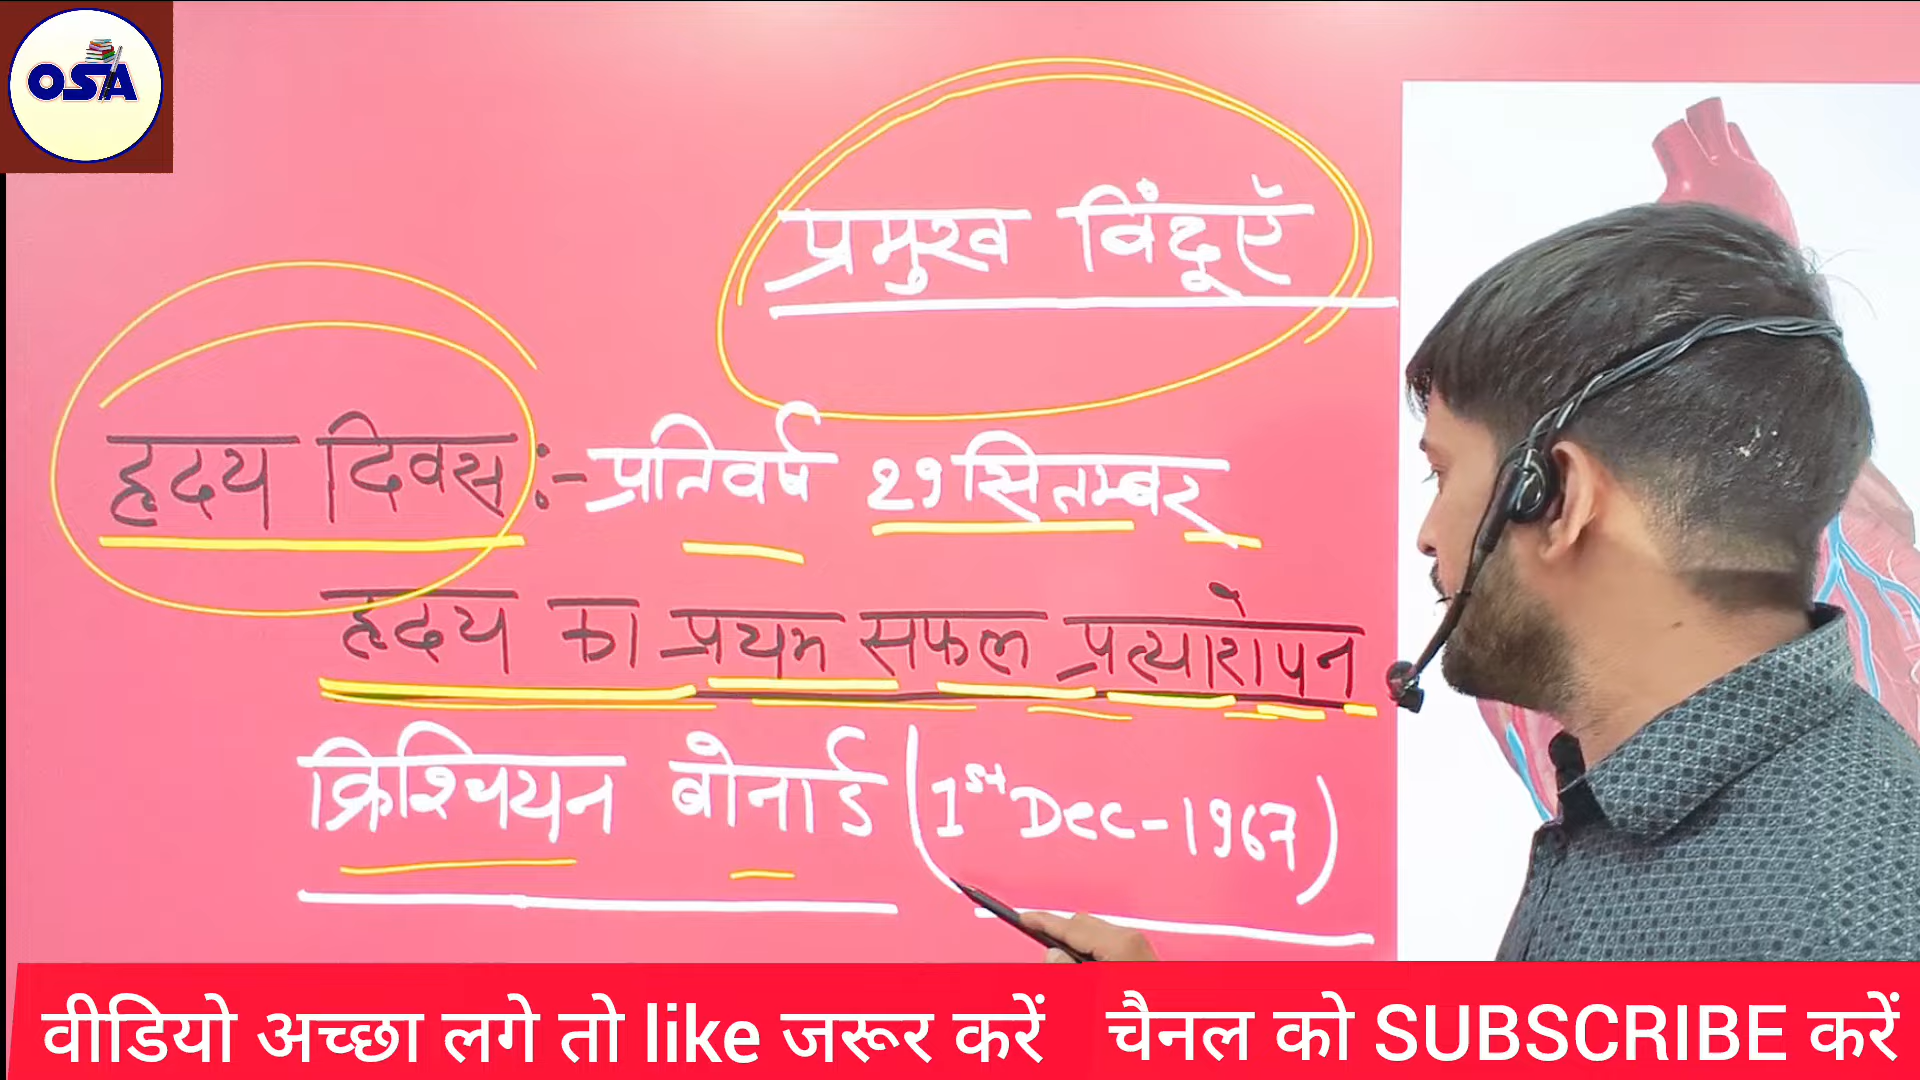 OSA
प्रमुख विंदूएँ
हृदय दिवस :- प्रतिवर्ष 29 सितम्बर
हृदय का प्रथम सफल प्रत्यारोपन
क्रिश्चियन बोनार्ड (1st Dec-1967)
वीडियो अच्छा लगे तो like जरूर करें चैनल को SUBSCRIBE करें